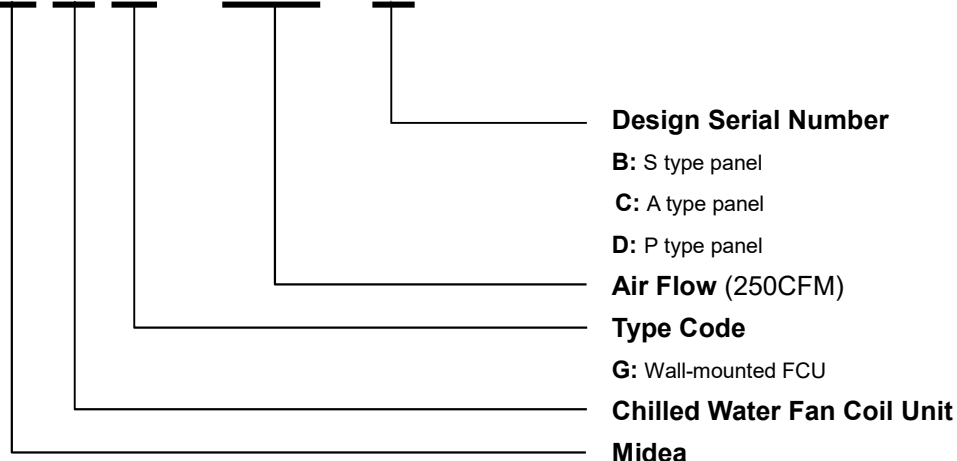 Design Serial Number
B: S type panel
C: A type panel
D: P type panel
Air Flow (250CFM)
Type Code
G: Wall-mounted FCU
Chilled Water Fan Coil Unit
Midea